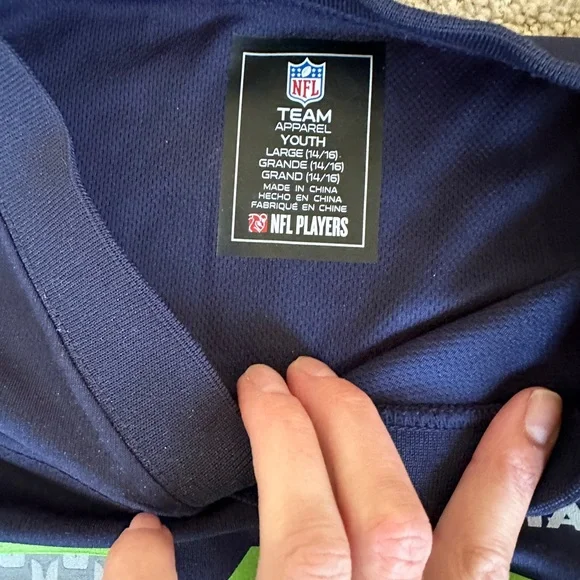 NFL
TEAM
APPAREL
YOUTH
LARGE (14/16)
GRANDE (14/16)
GRAND (14/16)
MADE IN CHINA
HECHO EN CHINA
FABRIQUÉ EN CHINE
NFL PLAYERS